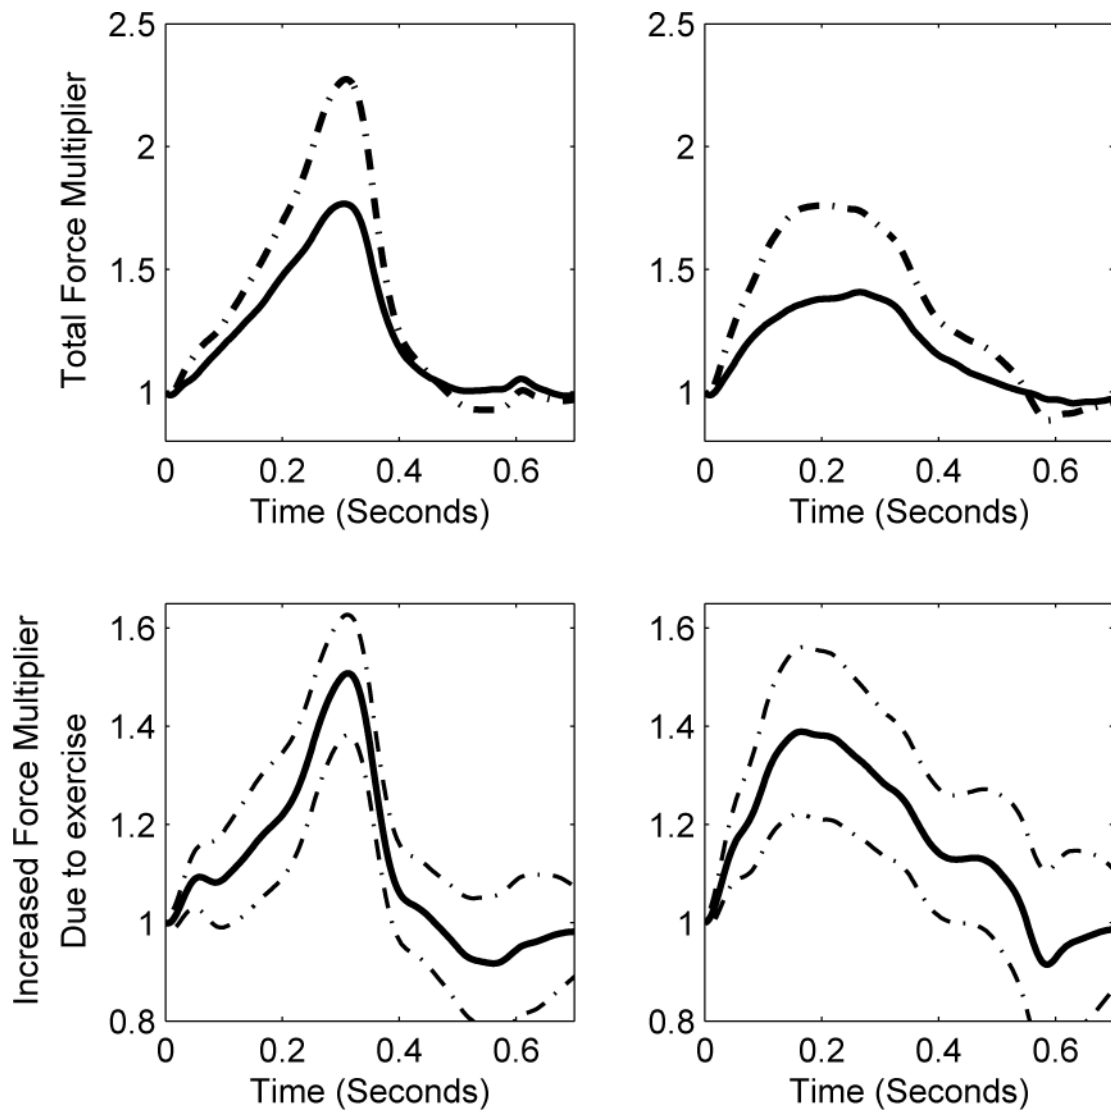 Total Force Multiplier
2.5
2
1.5
1
0 0.2 0.4 0.6
Time (Seconds)
2.5
2
1.5
1
0 0.2 0.4 0.6
Time (Seconds)
Increased Force Multiplier
Due to exercise
1.6
1.4
1.2
1
0.8
0 0.2 0.4 0.6
Time (Seconds)
1.6
1.4
1.2
1
0.8
0 0.2 0.4 0.6
Time (Seconds)